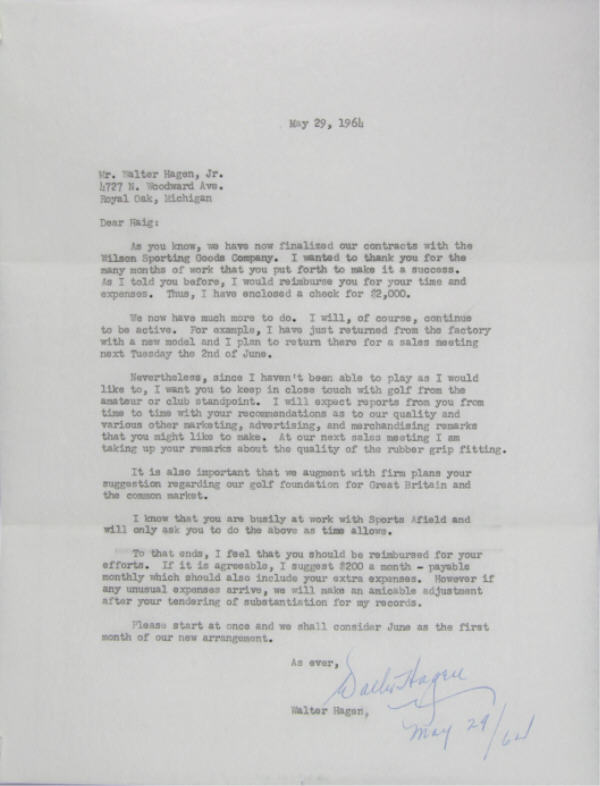 May 29, 1964
Mr. Walter Hagen, Jr.
4727 N. Woodward Ave.
Royal Oak, Michigan
Dear Haig:
As you know, we have now finalized our contracts with the
Wilson Sporting Goods Company. I wanted to thank you for the
many months of work that you put forth to make it a success.
As I told you before, I would reimburse you for your time and
expenses. Thus, I have enclosed a check for $2,000.
We now have much more to do. I will, of course, continue
to be active. For example, I have just returned from the factory
with a new model and I plan to return there for a sales meeting
next Tuesday the 2nd of June.
Nevertheless, since I haven't been able to play as I would
like to, I want you to keep in close touch with golf from the
amateur or club standpoint. I will expect reports from you from
time to time with your recommendations as to our quality and
various other marketing, advertising, and merchandising remarks
that you might like to make. At our next sales meeting I am
taking up your remarks about the quality of the rubber grip fitting.
It is also important that we augment with firm plans your
suggestion regarding our golf foundation for Great Britain and
the common market.
I know that you are busily at work with Sports Afield and
will only ask you to do the above as time allows.
To that ends, I feel that you should be reimbursed for your
efforts. If it is agreeable, I suggest $200 a month - payable
monthly which should also include your extra expenses. However if
any unusual expenses arrive, we will make an amicable adjustment
after your tendering of substantiation for my records.
Please start at once and we shall consider June as the first
month of our new arrangement.
As ever,
Walter Hagen
Walter Hagen,
May 29/64